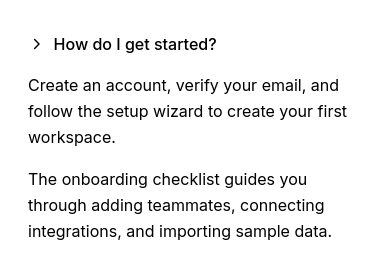 How do I get started?
Create an account, verify your email, and
follow the setup wizard to create your first
workspace.
The onboarding checklist guides you
through adding teammates, connecting
integrations, and importing sample data.